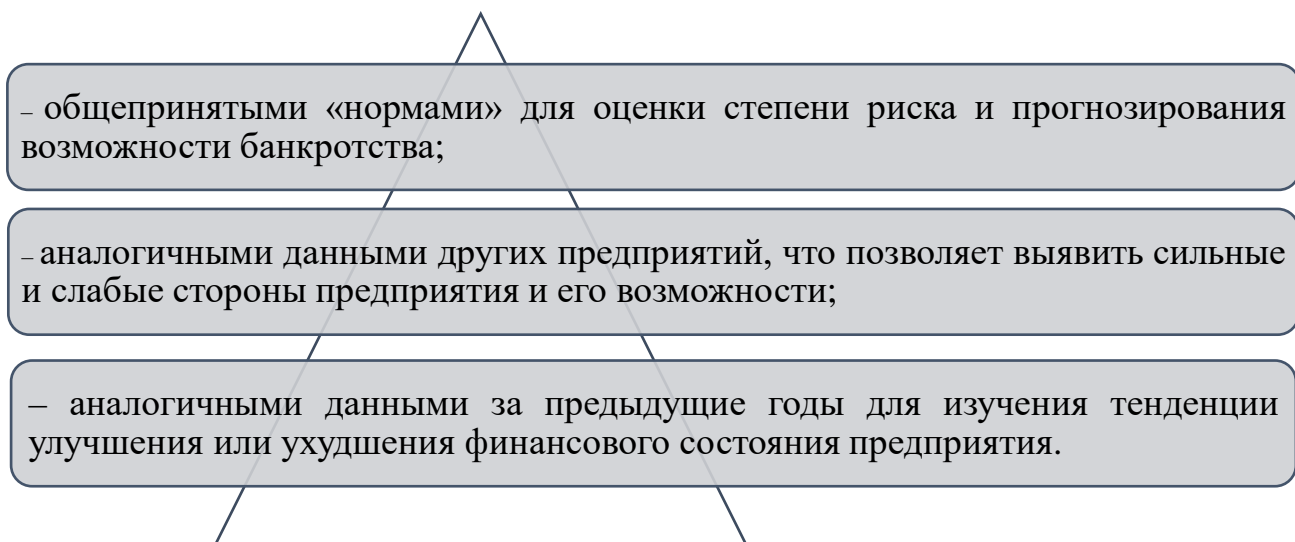 – общепринятыми «нормами» для оценки степени риска и прогнозирования
возможности банкротства;
– аналогичными данными других предприятий, что позволяет выявить сильные
и слабые стороны предприятия и его возможности;
– аналогичными данными за предыдущие годы для изучения тенденции
улучшения или ухудшения финансового состояния предприятия.